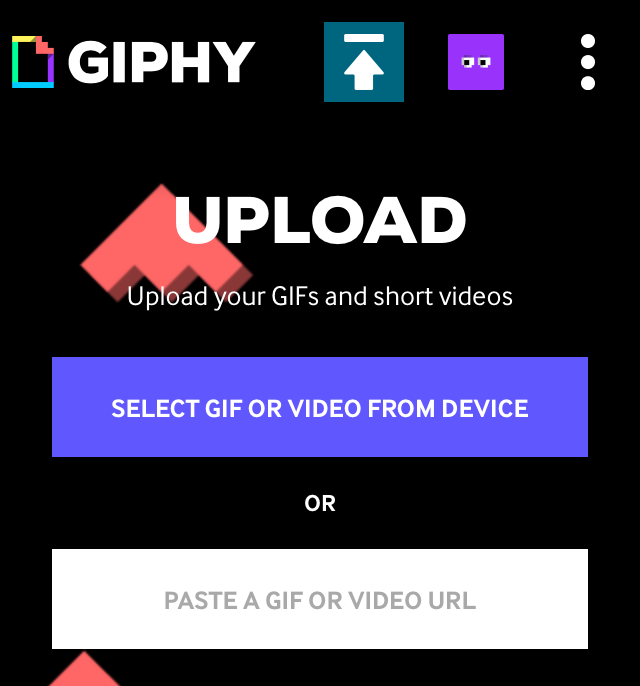 GIPHY
UPLOAD
Upload your GIFs and short videos
SELECT GIF OR VIDEO FROM DEVICE
OR
PASTE A GIF OR VIDEO URL